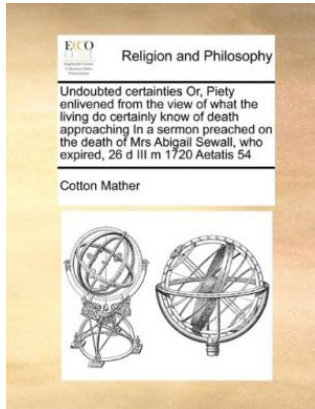 ECCO
Religion and Philosophy
Undoubted certainties Or, Piety
enlivened from the view of what the
living do certainly know of death
approaching In a sermon preached on
the death of Mrs Abigail Sewall, who
expired, 26 d III m 1720 Aetatis 54
Cotton Mather